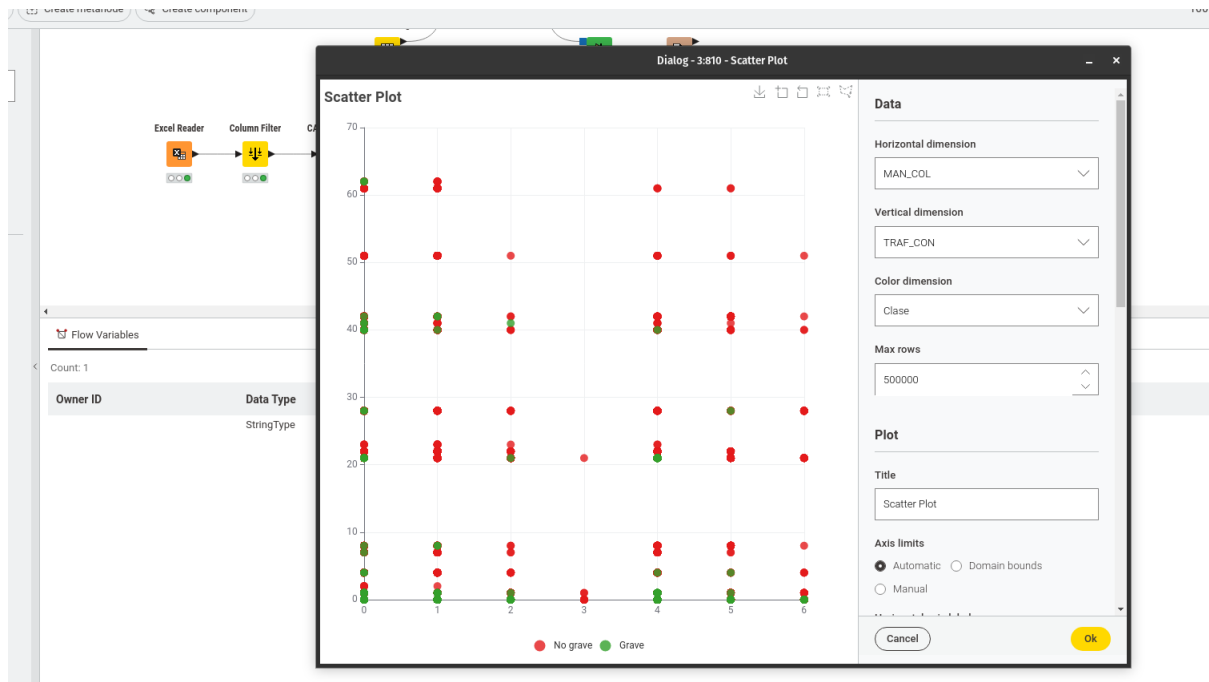 Create metanode
Create component
Dialog - 3:810 - Scatter Plot
Excel Reader
Column Filter
Scatter Plot
70
60
50
40
30
20
10
0
0 1 2 3 4 5 6
No grave Grave
Data
Horizontal dimension
MAN_COL
Vertical dimension
TRAF_CON
Color dimension
Clase
Max rows
500000
Plot
Title
Scatter Plot
Axis limits
Automatic Domain bounds
Manual
Cancel Ok
Flow Variables
Count: 1
Owner ID Data Type
StringType